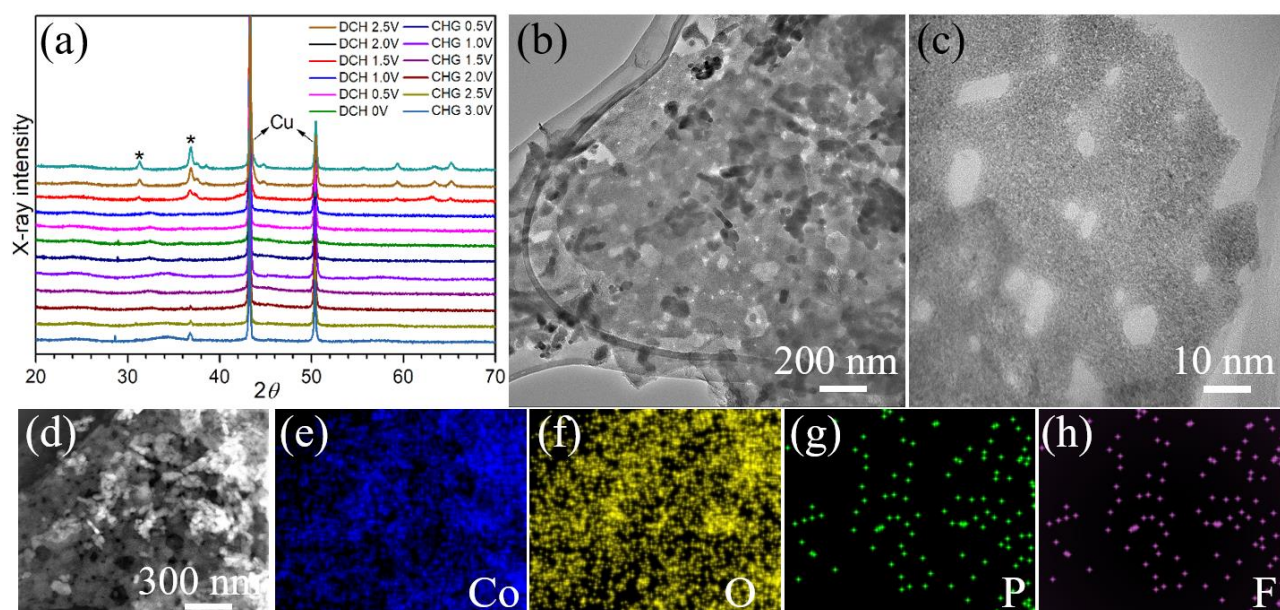 (a)
DCH 2.5V CHG 0.5V
DCH 2.0V CHG 1.0V
DCH 1.5V CHG 1.5V
DCH 1.0V CHG 2.0V
DCH 0.5V CHG 2.5V
DCH 0V CHG 3.0V
Cu
* *
X-ray intensity
20 30 40 50 60 70
2θ
(b)
200 nm
(c)
10 nm
(d)
300 nm
(e)
Co
(f)
O
(g)
P
(h)
F